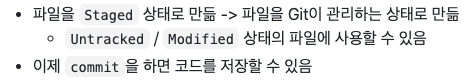 파일을 Staged 상태로 만듦 -> 파일을 Git이 관리하는 상태로 만듦
Untracked / Modified 상태의 파일에 사용할 수 있음
이제 commit 을 하면 코드를 저장할 수 있음